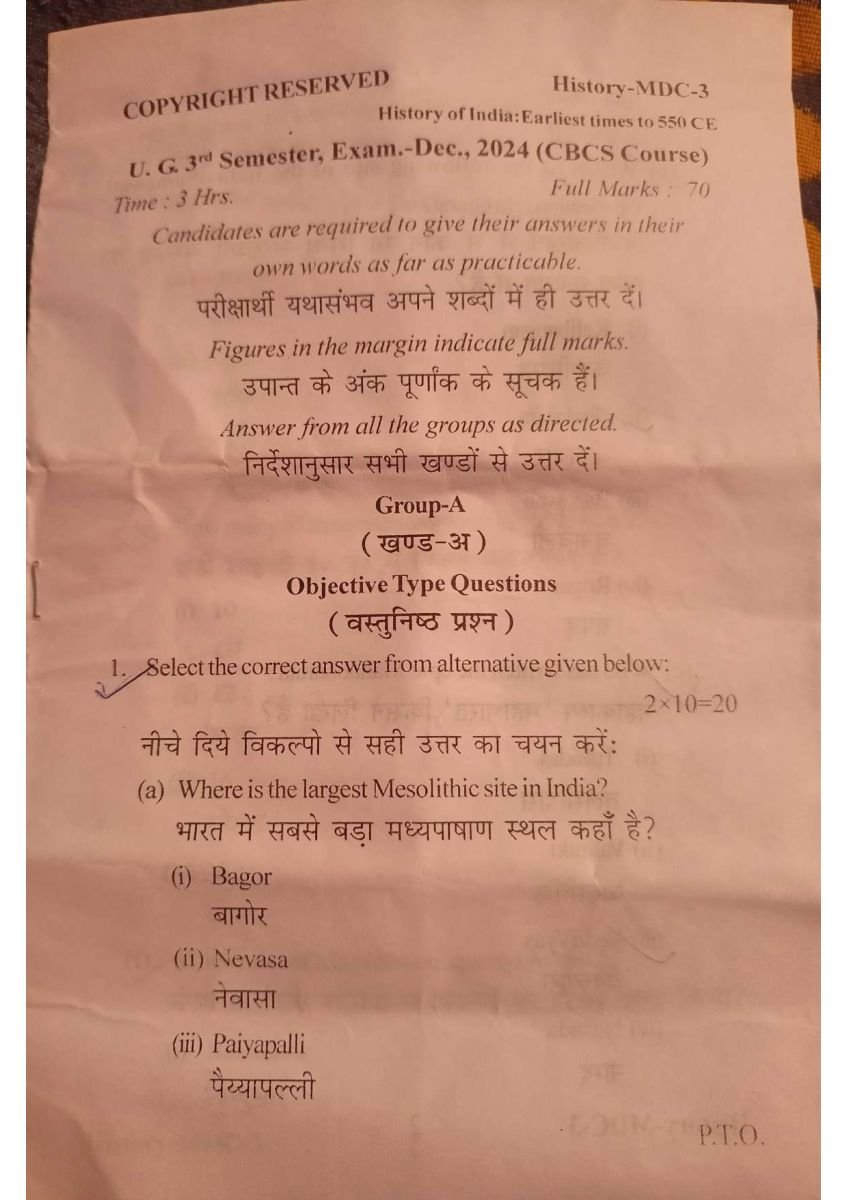 COPYRIGHT RESERVED
History-MDC-3
History of India:Earliest times to 550 CE
U. G. 3rd Semester, Exam.-Dec., 2024 (CBCS Course)
Time : 3 Hrs.
Full Marks : 70
Candidates are required to give their answers in their
own words as far as practicable.
परीक्षार्थी यथासंभव अपने शब्दों में ही उत्तर दें।
Figures in the margin indicate full marks.
उपान्त के अंक पूर्णांक के सूचक हैं।
Answer from all the groups as directed.
निर्देशानुसार सभी खण्डों से उत्तर दें।
Group-A
( खण्ड-अ )
Objective Type Questions
( वस्तुनिष्ठ प्रश्न )
1. Select the correct answer from alternative given below:
2×10=20
नीचे दिये विकल्पो से सही उत्तर का चयन करें:
(a) Where is the largest Mesolithic site in India?
भारत में सबसे बड़ा मध्यपाषाण स्थल कहाँ है?
(i) Bagor
बागोर
(ii) Nevasa
नेवासा
(iii) Paiyapalli
पैय्यापल्ली
P.T.O.